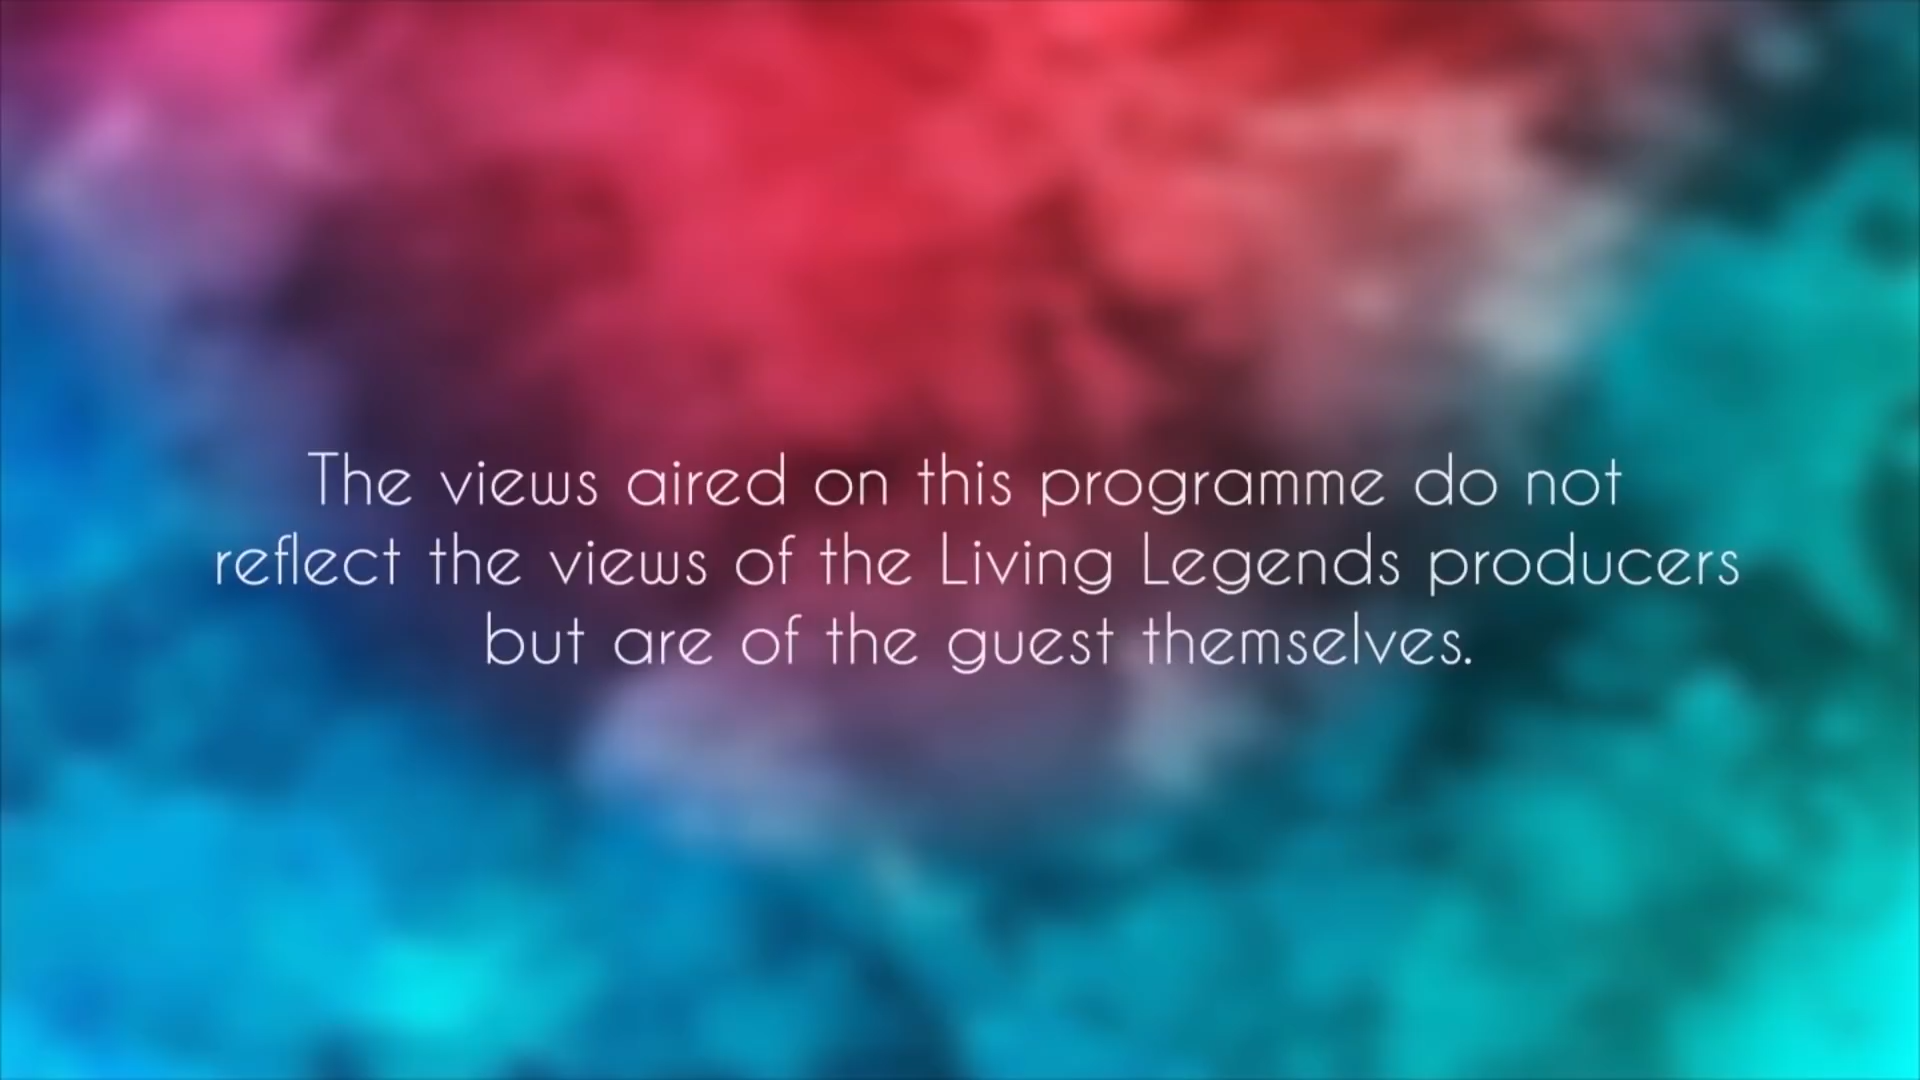 The views aired on this programme do not
reflect the views of the Living Legends producers
but are of the guest themselves.